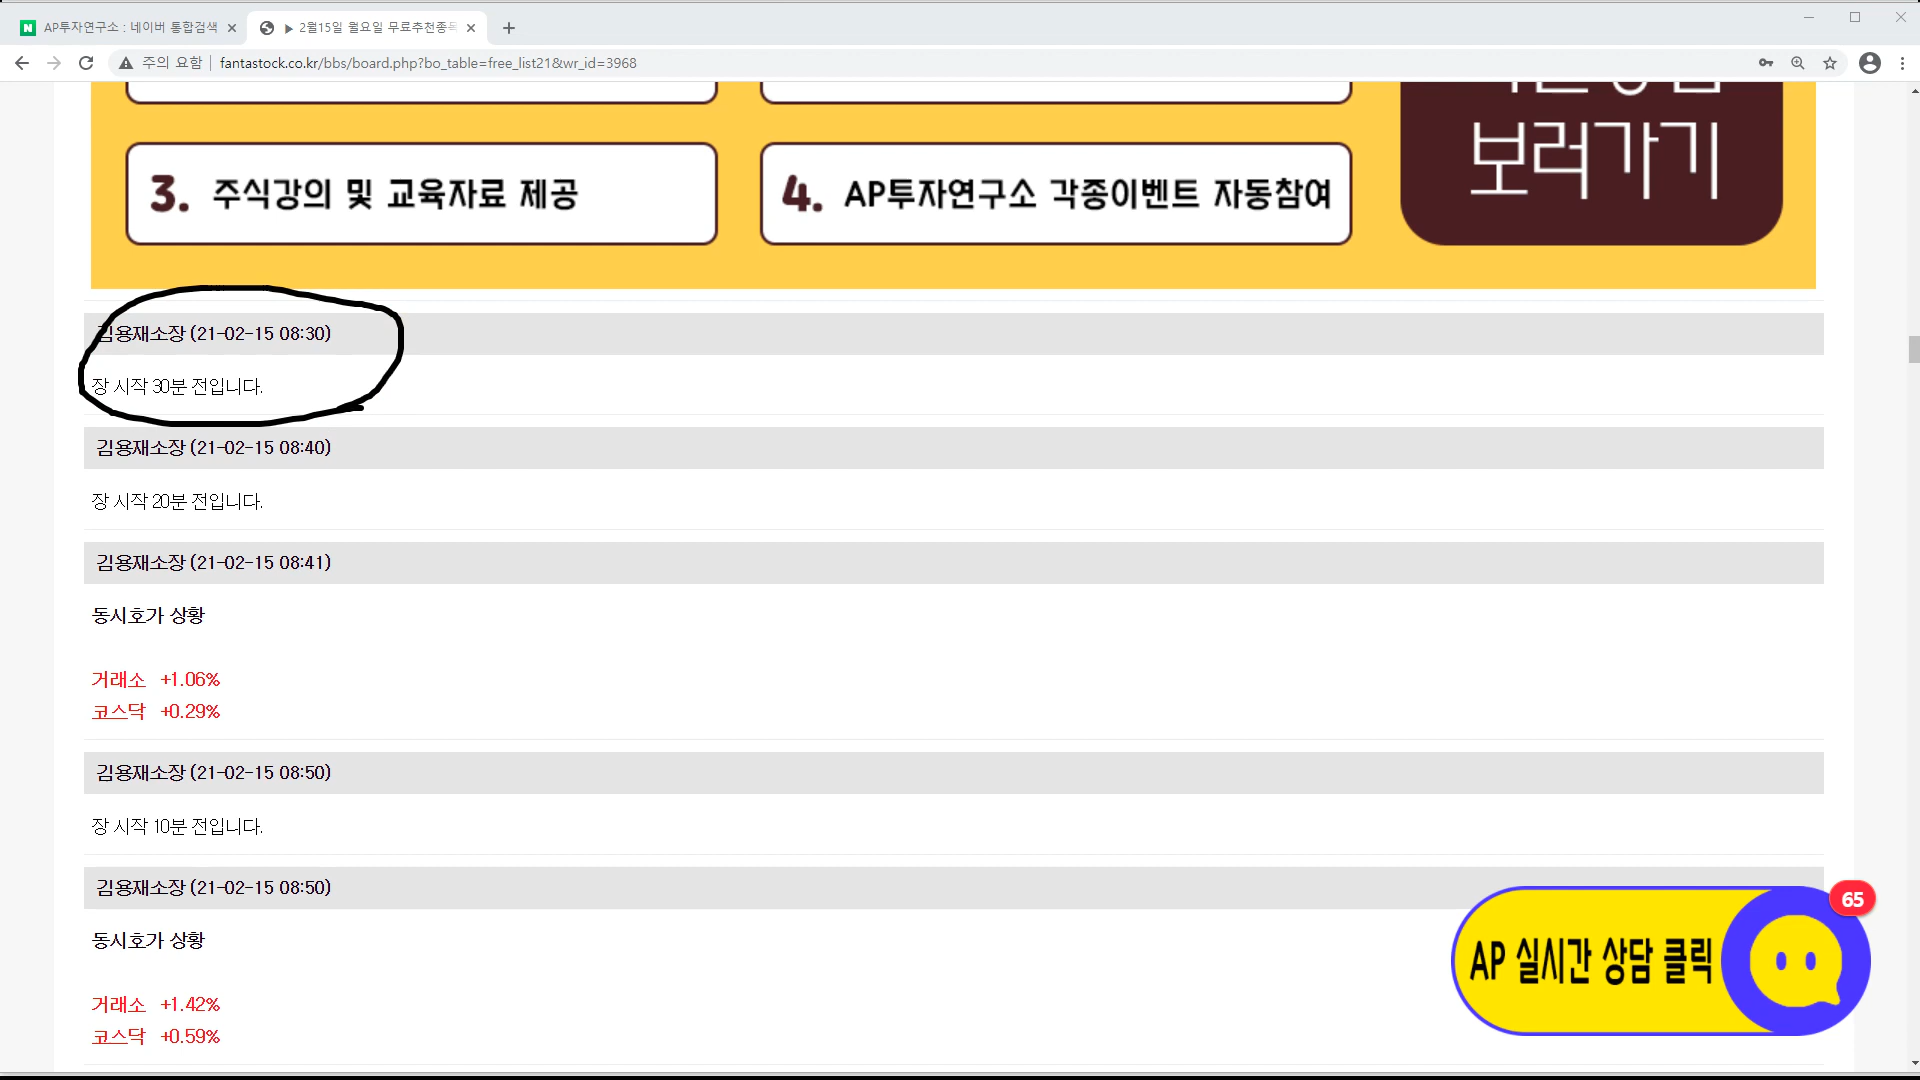 AP투자연구소 : 네이버 통합검색
▶ 2월15일 월요일 무료추천종목
주의 요함 | fantastock.co.kr/bbs/board.php?bo_table=free_list21&wr_id=3968
보러가기
3. 주식강의 및 교육자료 제공
4. AP투자연구소 각종이벤트 자동참여
김용재소장 (21-02-15 08:30)
장 시작 30분 전입니다.
김용재소장 (21-02-15 08:40)
장 시작 20분 전입니다.
김용재소장 (21-02-15 08:41)
동시호가 상황
거래소 +1.06%
코스닥 +0.29%
김용재소장 (21-02-15 08:50)
장 시작 10분 전입니다.
김용재소장 (21-02-15 08:50)
동시호가 상황
거래소 +1.42%
코스닥 +0.59%
65
AP 실시간 상담 클릭